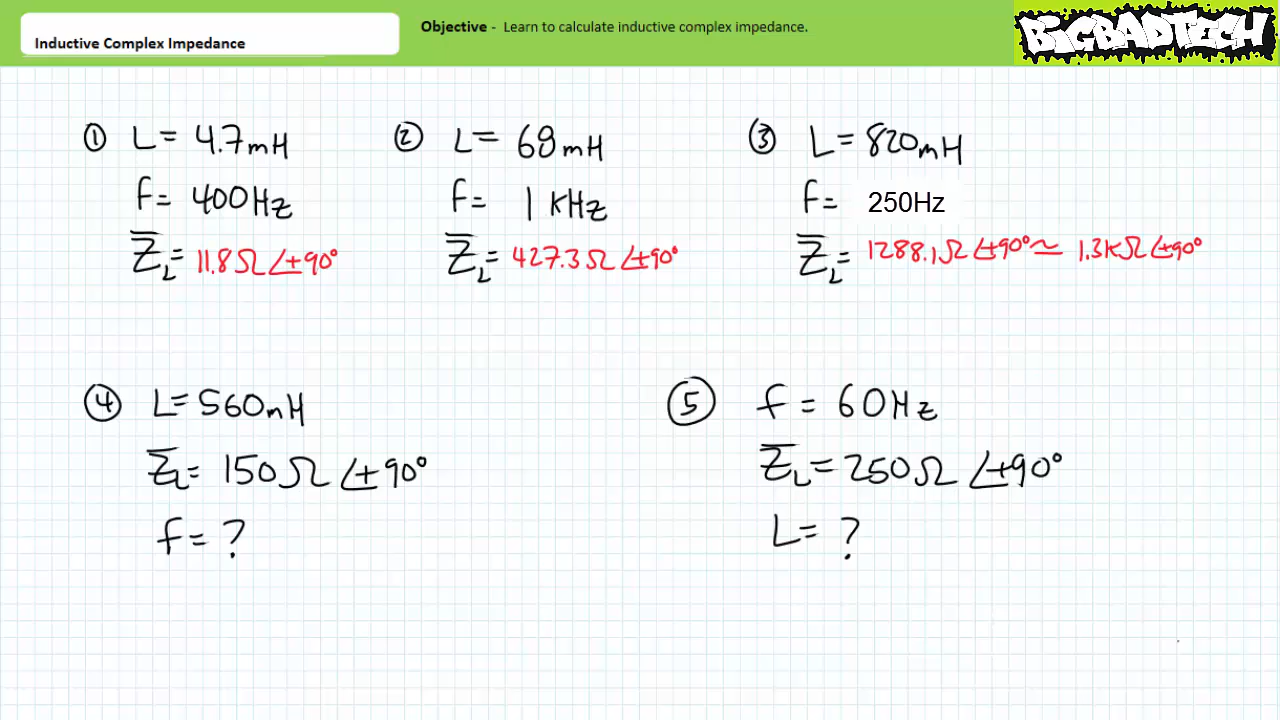 Inductive Complex Impedance
Objective - Learn to calculate inductive complex impedance.
BIGBADTECH
① L = 4.7mH
f = 400Hz
Z̅L = 11.8Ω∠+90°
② L = 68mH
f = 1 KHz
Z̅L = 427.3Ω∠+90°
③ L = 820mH
f = 250Hz
Z̅L = 1288.1Ω∠+90° ≃ 1.3KΩ∠+90°
④ L = 560mH
Z̅L = 150Ω∠+90°
f = ?
⑤ f = 60Hz
Z̅L = 250Ω∠+90°
L = ?